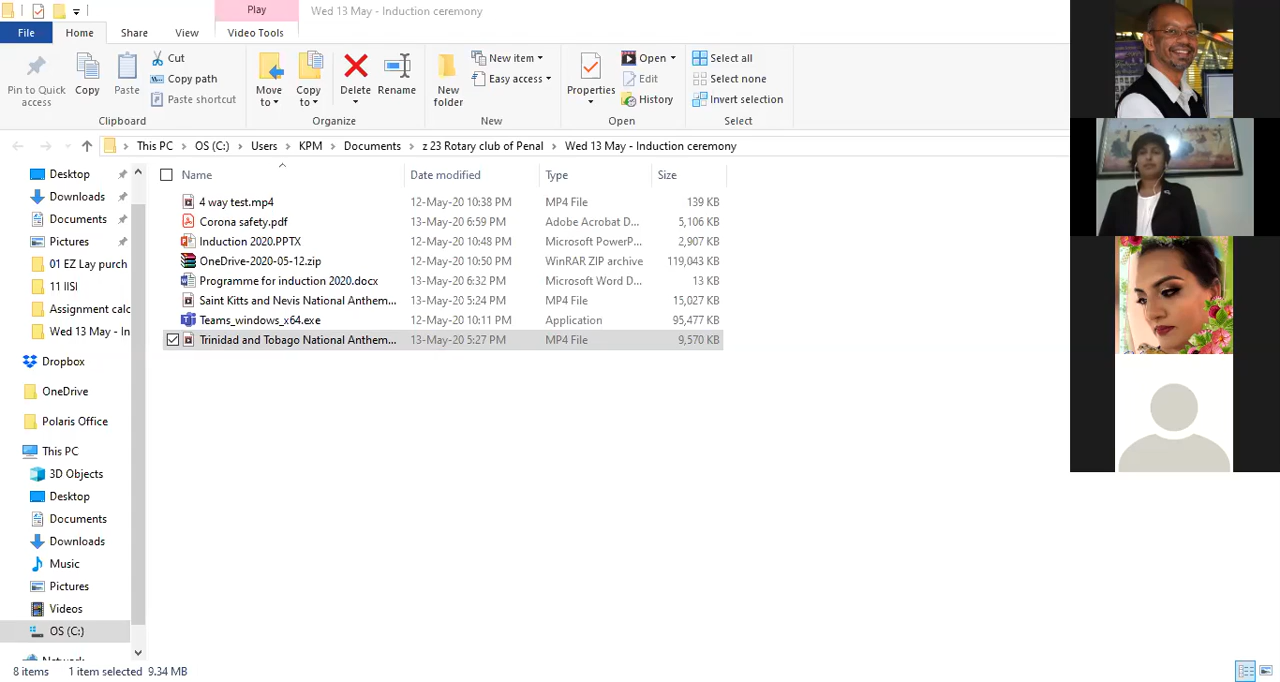 Play
Wed 13 May - Induction ceremony
File
Home
Share
View
Video Tools
Pin to Quick access
Copy
Paste
Cut
Copy path
Paste shortcut
Clipboard
Move to
Copy to
Delete
Rename
Organize
New folder
New item
Easy access
New
Properties
Open
Edit
History
Open
Select all
Select none
Invert selection
Select
This PC
OS (C:)
Users
KPM
Documents
z 23 Rotary club of Penal
Wed 13 May - Induction ceremony
Name
Date modified
Type
Size
4 way test.mp4
12-May-20 10:38 PM
MP4 File
139 KB
Corona safety.pdf
13-May-20 6:59 PM
Adobe Acrobat D...
5,106 KB
Induction 2020.PPTX
12-May-20 10:48 PM
Microsoft PowerP...
2,907 KB
OneDrive-2020-05-12.zip
12-May-20 10:50 PM
WinRAR ZIP archive
119,043 KB
Programme for induction 2020.docx
13-May-20 6:32 PM
Microsoft Word D...
13 KB
Saint Kitts and Nevis National Anthem...
13-May-20 5:24 PM
MP4 File
15,027 KB
Teams_windows_x64.exe
12-May-20 10:11 PM
Application
95,477 KB
Trinidad and Tobago National Anthem...
13-May-20 5:27 PM
MP4 File
9,570 KB
Desktop
Downloads
Documents
Pictures
01 EZ Lay purch
11 IISI
Assignment calc
Wed 13 May - In
Dropbox
OneDrive
Polaris Office
This PC
3D Objects
Desktop
Documents
Downloads
Music
Pictures
Videos
OS (C:)
Network
8 items
1 item selected 9.34 MB